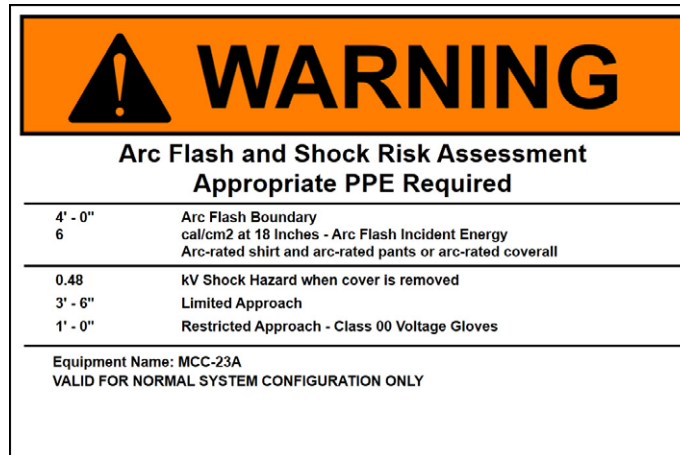 WARNING
Arc Flash and Shock Risk Assessment
Appropriate PPE Required
4' - 0" Arc Flash Boundary
6 cal/cm2 at 18 Inches - Arc Flash Incident Energy
Arc-rated shirt and arc-rated pants or arc-rated coverall
0.48 kV Shock Hazard when cover is removed
3' - 6" Limited Approach
1' - 0" Restricted Approach - Class 00 Voltage Gloves
Equipment Name: MCC-23A
VALID FOR NORMAL SYSTEM CONFIGURATION ONLY